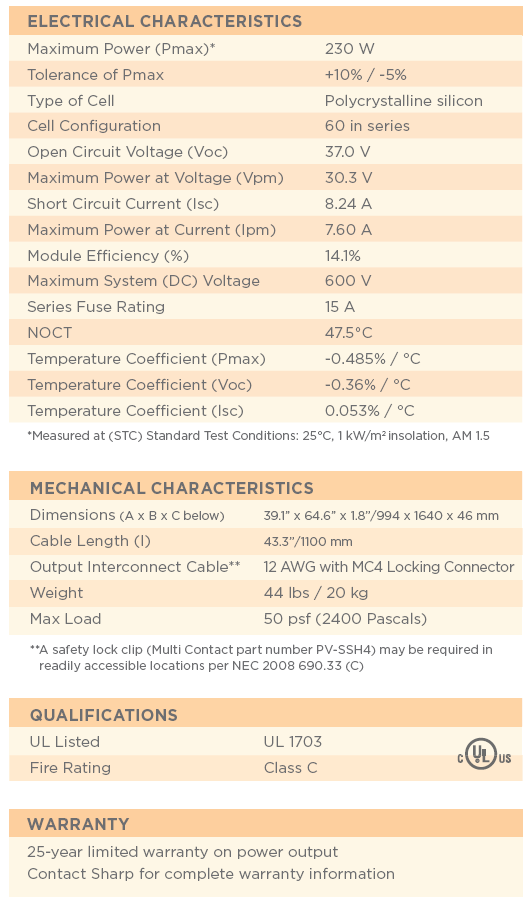 ELECTRICAL CHARACTERISTICS
Maximum Power (Pmax)* 230 W
Tolerance of Pmax +10% / -5%
Type of Cell Polycrystalline silicon
Cell Configuration 60 in series
Open Circuit Voltage (Voc) 37.0 V
Maximum Power at Voltage (Vpm) 30.3 V
Short Circuit Current (Isc) 8.24 A
Maximum Power at Current (Ipm) 7.60 A
Module Efficiency (%) 14.1%
Maximum System (DC) Voltage 600 V
Series Fuse Rating 15 A
NOCT 47.5°C
Temperature Coefficient (Pmax) -0.485% / °C
Temperature Coefficient (Voc) -0.36% / °C
Temperature Coefficient (Isc) 0.053% / °C
*Measured at (STC) Standard Test Conditions: 25°C, 1 kW/m² insolation, AM 1.5
MECHANICAL CHARACTERISTICS
Dimensions (A x B x C below) 39.1” x 64.6” x 1.8”/994 x 1640 x 46 mm
Cable Length (I) 43.3”/1100 mm
Output Interconnect Cable** 12 AWG with MC4 Locking Connector
Weight 44 lbs / 20 kg
Max Load 50 psf (2400 Pascals)
**A safety lock clip (Multi Contact part number PV-SSH4) may be required in
readily accessible locations per NEC 2008 690.33 (C)
QUALIFICATIONS
UL Listed UL 1703
Fire Rating Class C
C UL US
WARRANTY
25-year limited warranty on power output
Contact Sharp for complete warranty information